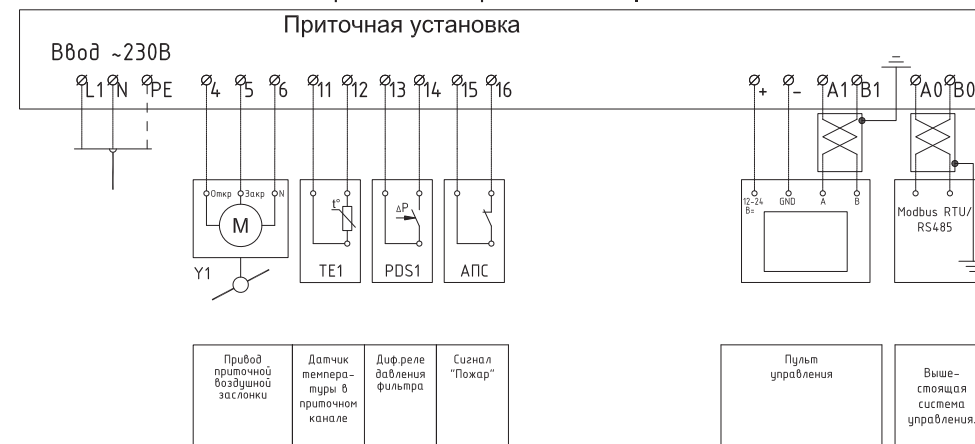 Приточная установка
Ввод ~230В
L1 N PE 4 5 6 11 12 13 14 15 16 + - A1 B1 A0 B0
Откр Закр N
M
Y1
t°
TE1
ΔP
PDS1
АПС
12-24
В=
GND
A
B
Modbus RTU/
RS485
Привод
приточной
воздушной
заслонки
Датчик
темпера-
туры в
приточном
канале
Диф.реле
давления
фильтра
Сигнал
"Пожар"
Пульт
управления
Выше-
стоящая
система
управления.